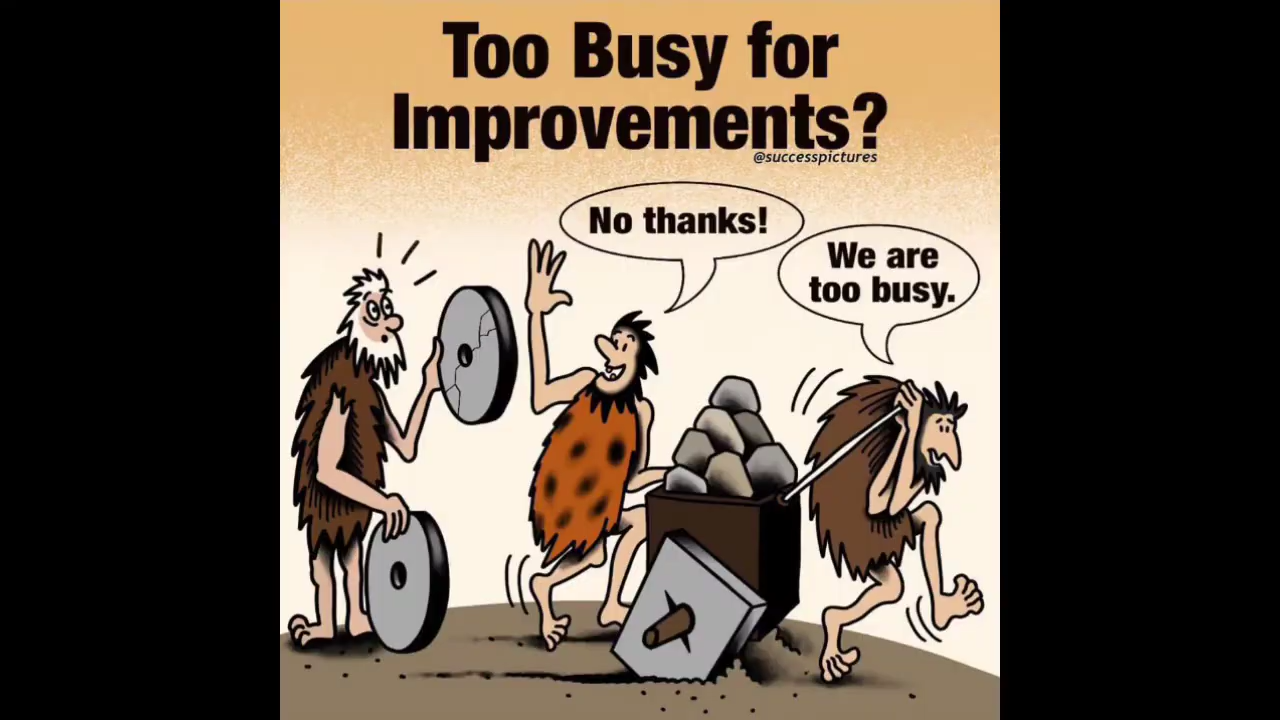 Too Busy for
Improvements?
@successpictures
No thanks!
We are
too busy.